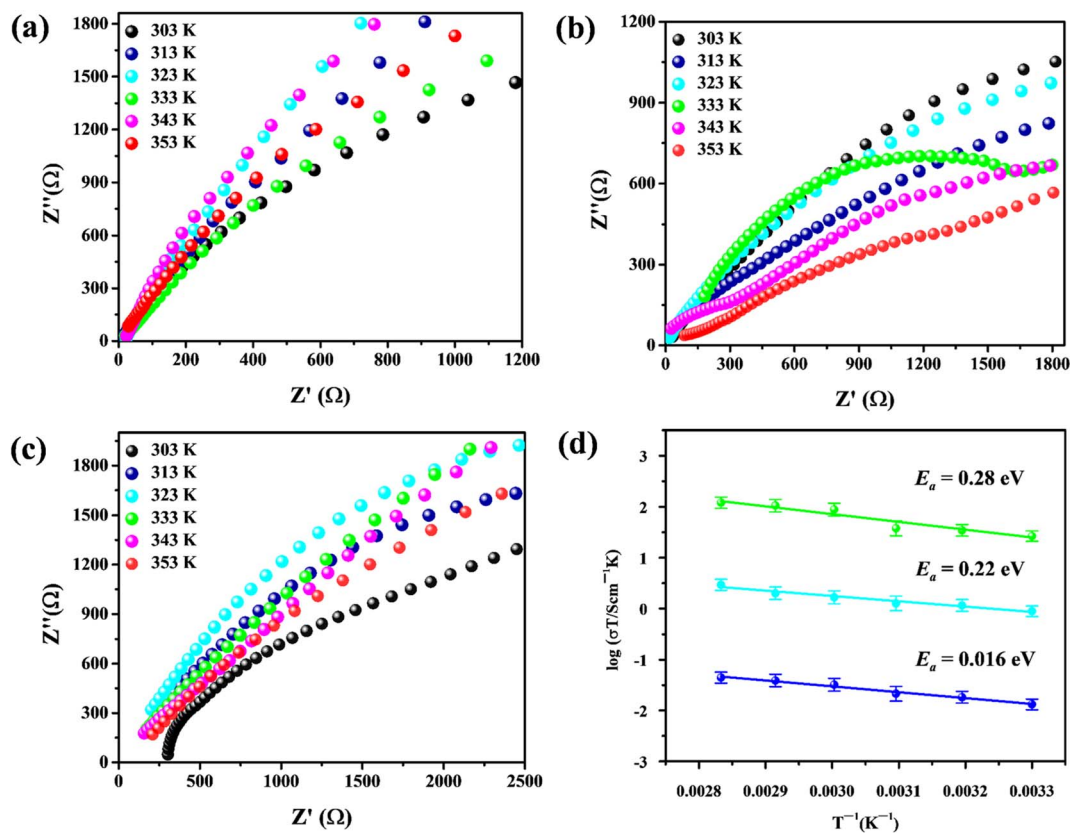 (a)
303 K
313 K
323 K
333 K
343 K
353 K
1800
1500
1200
900
600
300
0
0 200 400 600 800 1000 1200
Z''(Ω)
Z' (Ω)
(b)
303 K
313 K
323 K
333 K
343 K
353 K
1200
900
600
300
0
0 300 600 900 1200 1500 1800
Z''(Ω)
Z' (Ω)
(c)
303 K
313 K
323 K
333 K
343 K
353 K
1800
1500
1200
900
600
300
0
0 500 1000 1500 2000 2500
Z''(Ω)
Z' (Ω)
(d)
Ea = 0.28 eV
Ea = 0.22 eV
Ea = 0.016 eV
3
2
1
0
-1
-2
-3
0.0028 0.0029 0.0030 0.0031 0.0032 0.0033
log (σT/Scm⁻¹K)
T⁻¹(K⁻¹)